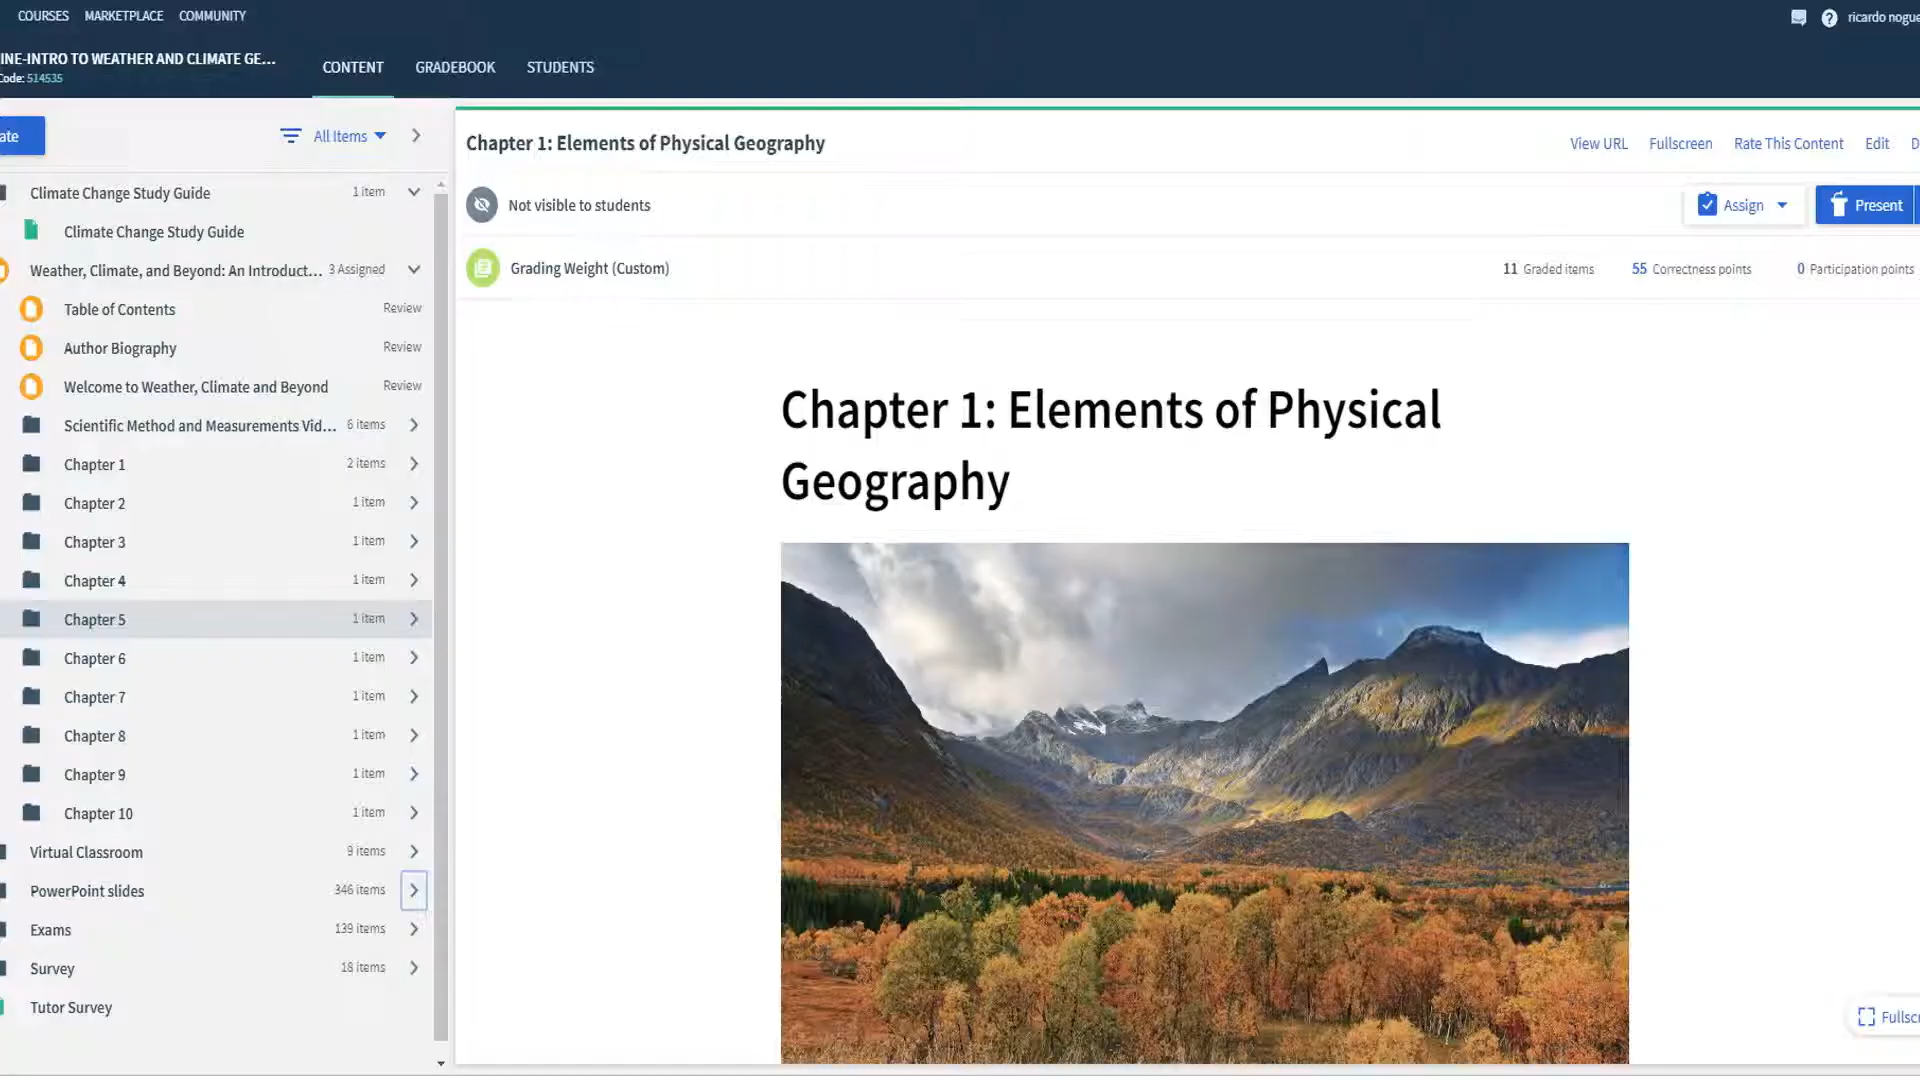 COURSES MARKETPLACE COMMUNITY
ricardo nogue
INE-INTRO TO WEATHER AND CLIMATE GE...
Code: 514535
CONTENT GRADEBOOK STUDENTS
ate
All Items
Climate Change Study Guide 1 item
Climate Change Study Guide
Weather, Climate, and Beyond: An Introduct... 3 Assigned
Table of Contents Review
Author Biography Review
Welcome to Weather, Climate and Beyond Review
Scientific Method and Measurements Vid... 6 items
Chapter 1 2 items
Chapter 2 1 item
Chapter 3 1 item
Chapter 4 1 item
Chapter 5 1 item
Chapter 6 1 item
Chapter 7 1 item
Chapter 8 1 item
Chapter 9 1 item
Chapter 10 1 item
Virtual Classroom 9 items
PowerPoint slides 346 items
Exams 139 items
Survey 18 items
Tutor Survey
Chapter 1: Elements of Physical Geography
View URL Fullscreen Rate This Content Edit D
Not visible to students
Assign Present
Grading Weight (Custom)
11 Graded items 55 Correctness points 0 Participation points
Chapter 1: Elements of Physical
Geography
Fullscr